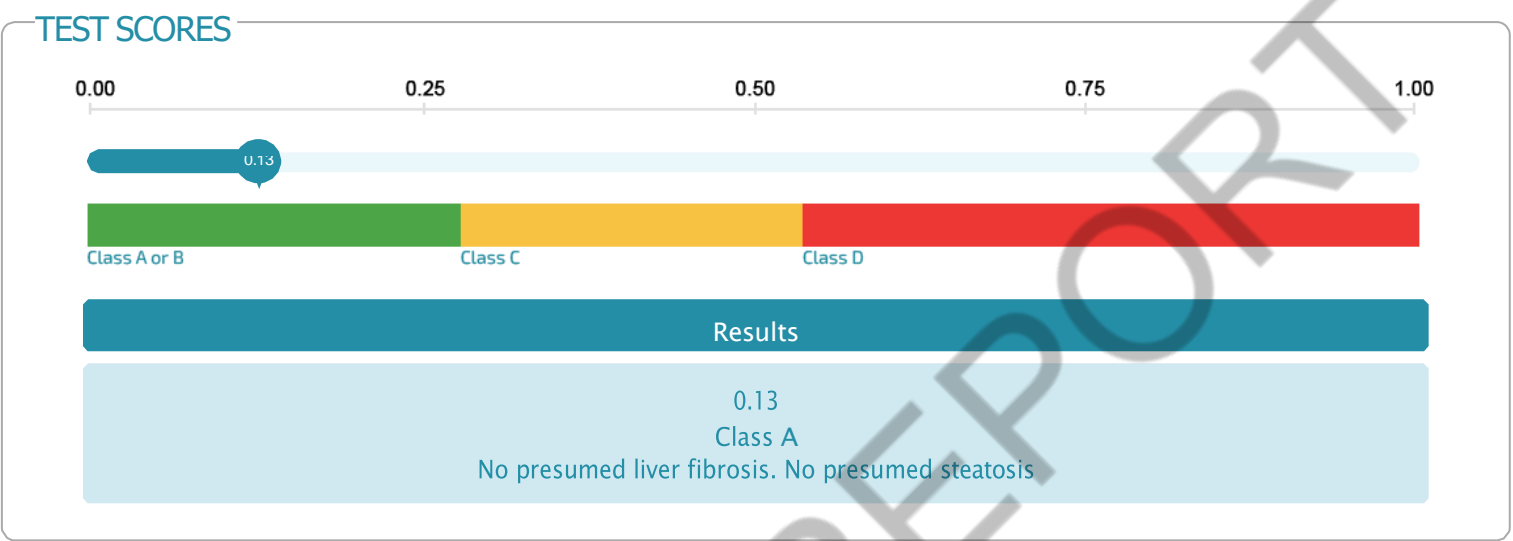 TEST SCORES
0.00 0.25 0.50 0.75 1.00
0.13
Class A or B Class C Class D
Results
0.13
Class A
No presumed liver fibrosis. No presumed steatosis
REPORT